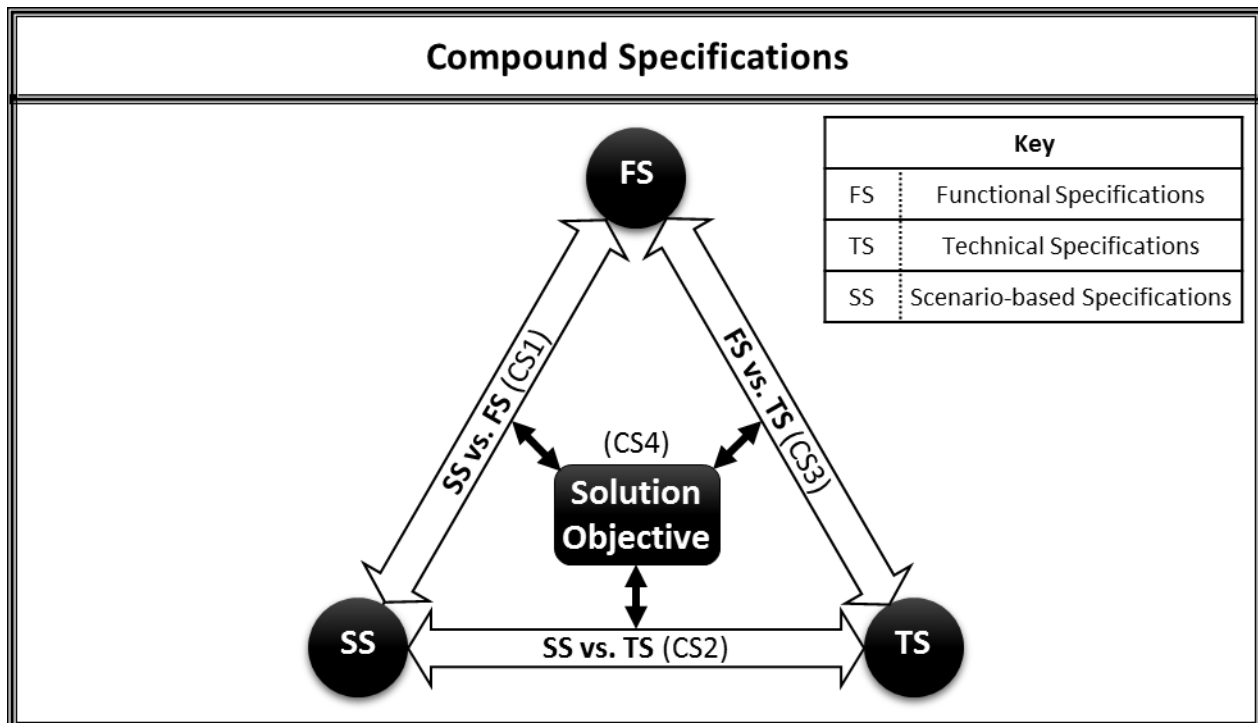 Compound Specifications
FS
Key
FS Functional Specifications
TS Technical Specifications
SS Scenario-based Specifications
SS vs. FS (CS1)
FS vs. TS (CS3)
(CS4)
Solution
Objective
SS
SS vs. TS (CS2)
TS